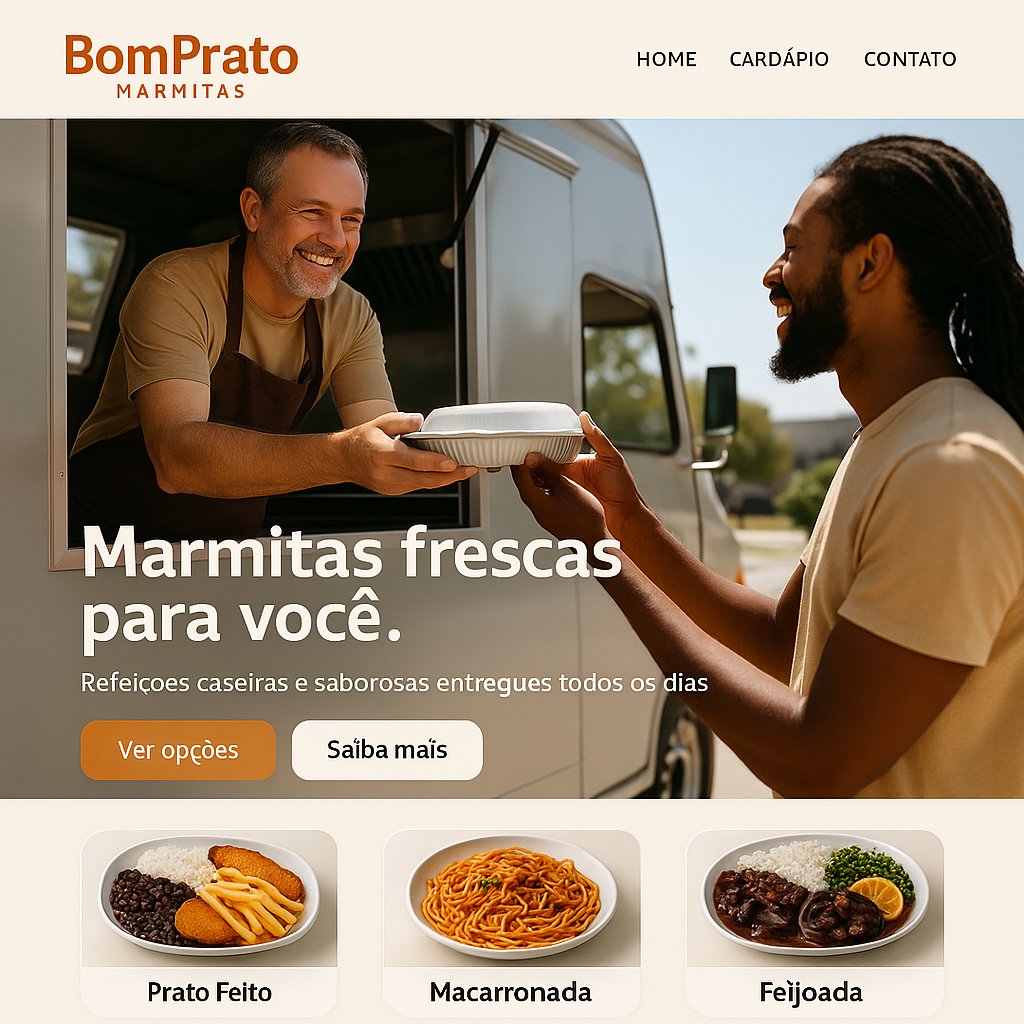 BomPrato
MARMITAS
HOME CARDÁPIO CONTATO
Marmitas frescas
para você.
Refeiçoes caseiras e saborosas entregues todos os dias
Ver opçòes
Saiba mais
Prato Feito
Macarronada
Feijoada